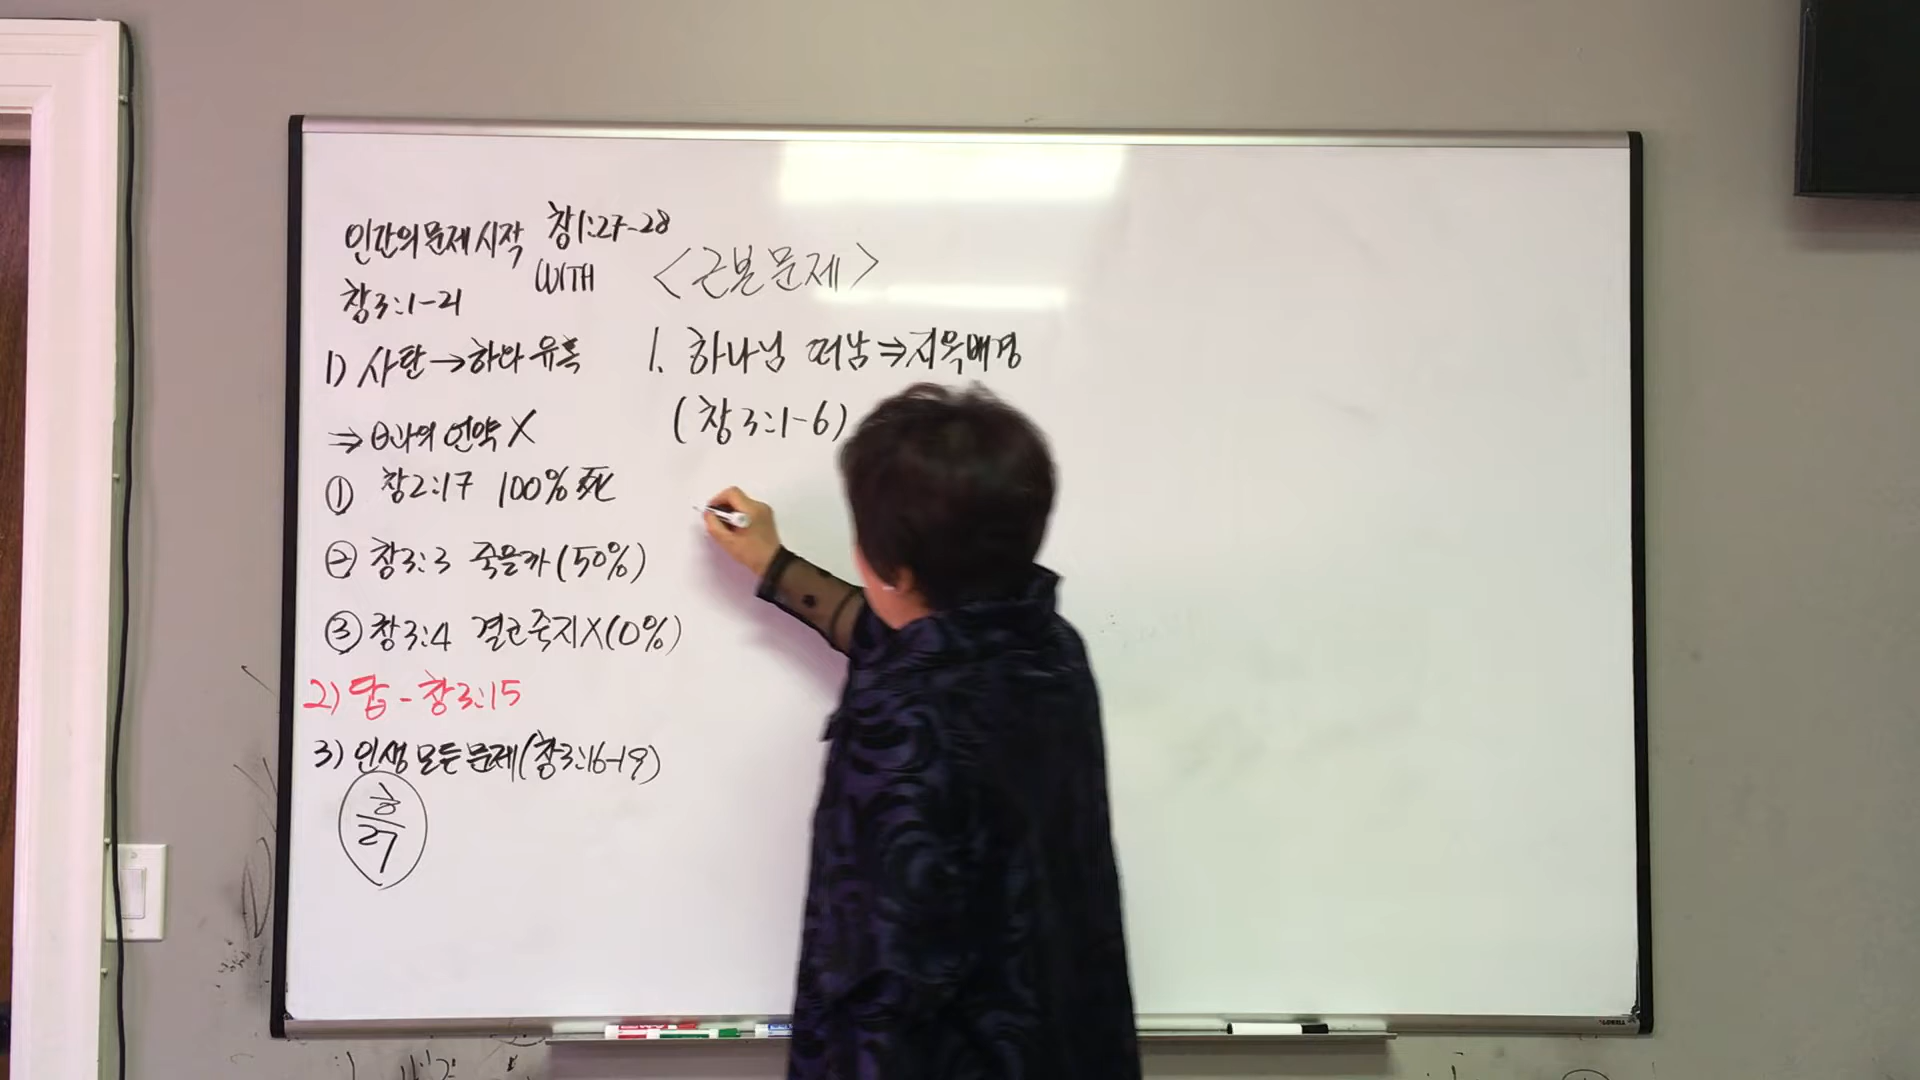 인간의 문제 시작 창1:27-28
WITH
창3:1-21
1) 사탄→하와 유혹
⇒ θ과의 언약 X
① 창2:17 100% 死
② 창3:3 죽을까 (50%)
③ 창3:4 결코 죽지X (0%)
2) 답 - 창3:15
3) 인생 모든 문제 (창3:16-19)
27
<근본문제>
1. 하나님 떠남 ⇒ 지옥배경
(창3:1-6)